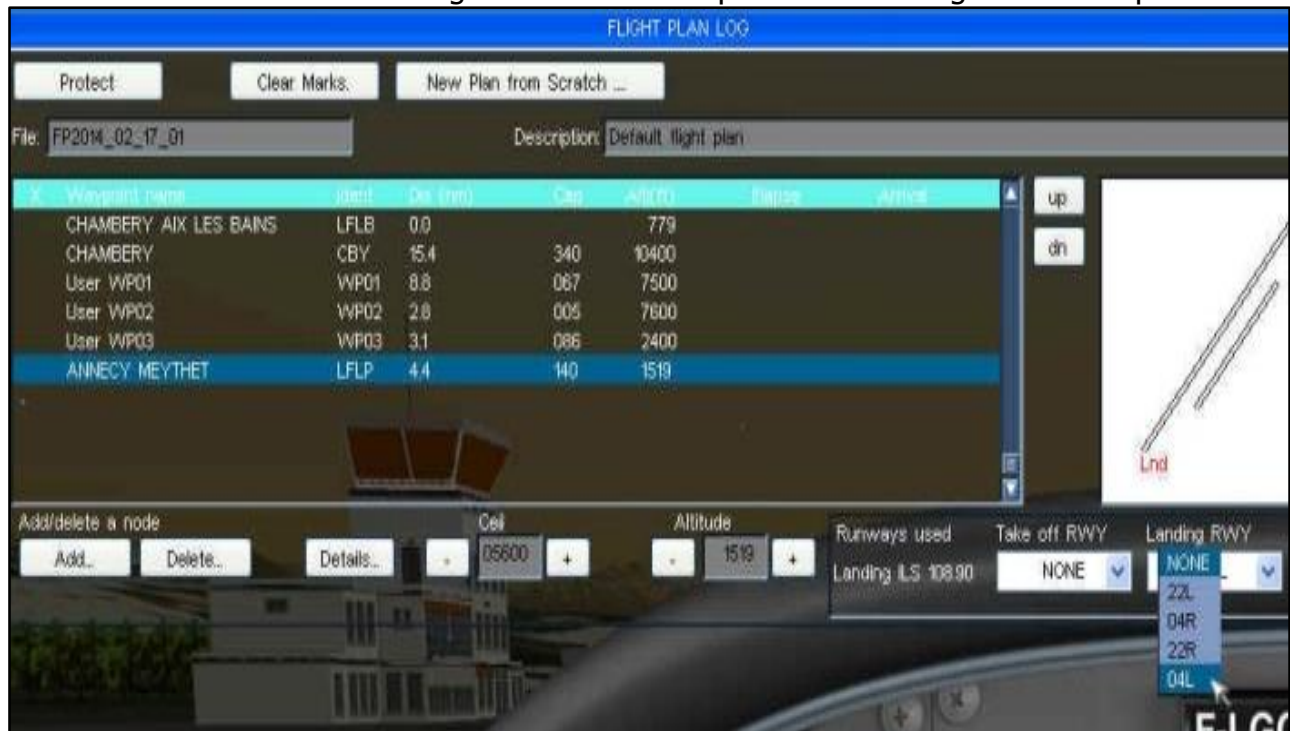 FLIGHT PLAN LOG
Protect Clear Marks. New Plan from Scratch ...
File: FP2014_02_17_01 Description: Default flight plan
X Waypoint name Ident Dis (nm) Cap Alt(ft) Elapse Arrival
up
CHAMBERY AIX LES BAINS LFLB 0.0 779
dn
CHAMBERY CBY 15.4 340 10400
User WP01 WP01 8.8 067 7500
User WP02 WP02 2.8 005 7600
User WP03 WP03 3.1 086 2400
ANNECY MEYTHET LFLP 4.4 140 1519
Lnd
Add/delete a node Ceil Altitude
Add... Delete... Details... - 05600 + - 1519 +
Runways used Take off RWY Landing RWY
Landing ILS 108.90 NONE NONE
22L
04R
22R
04L